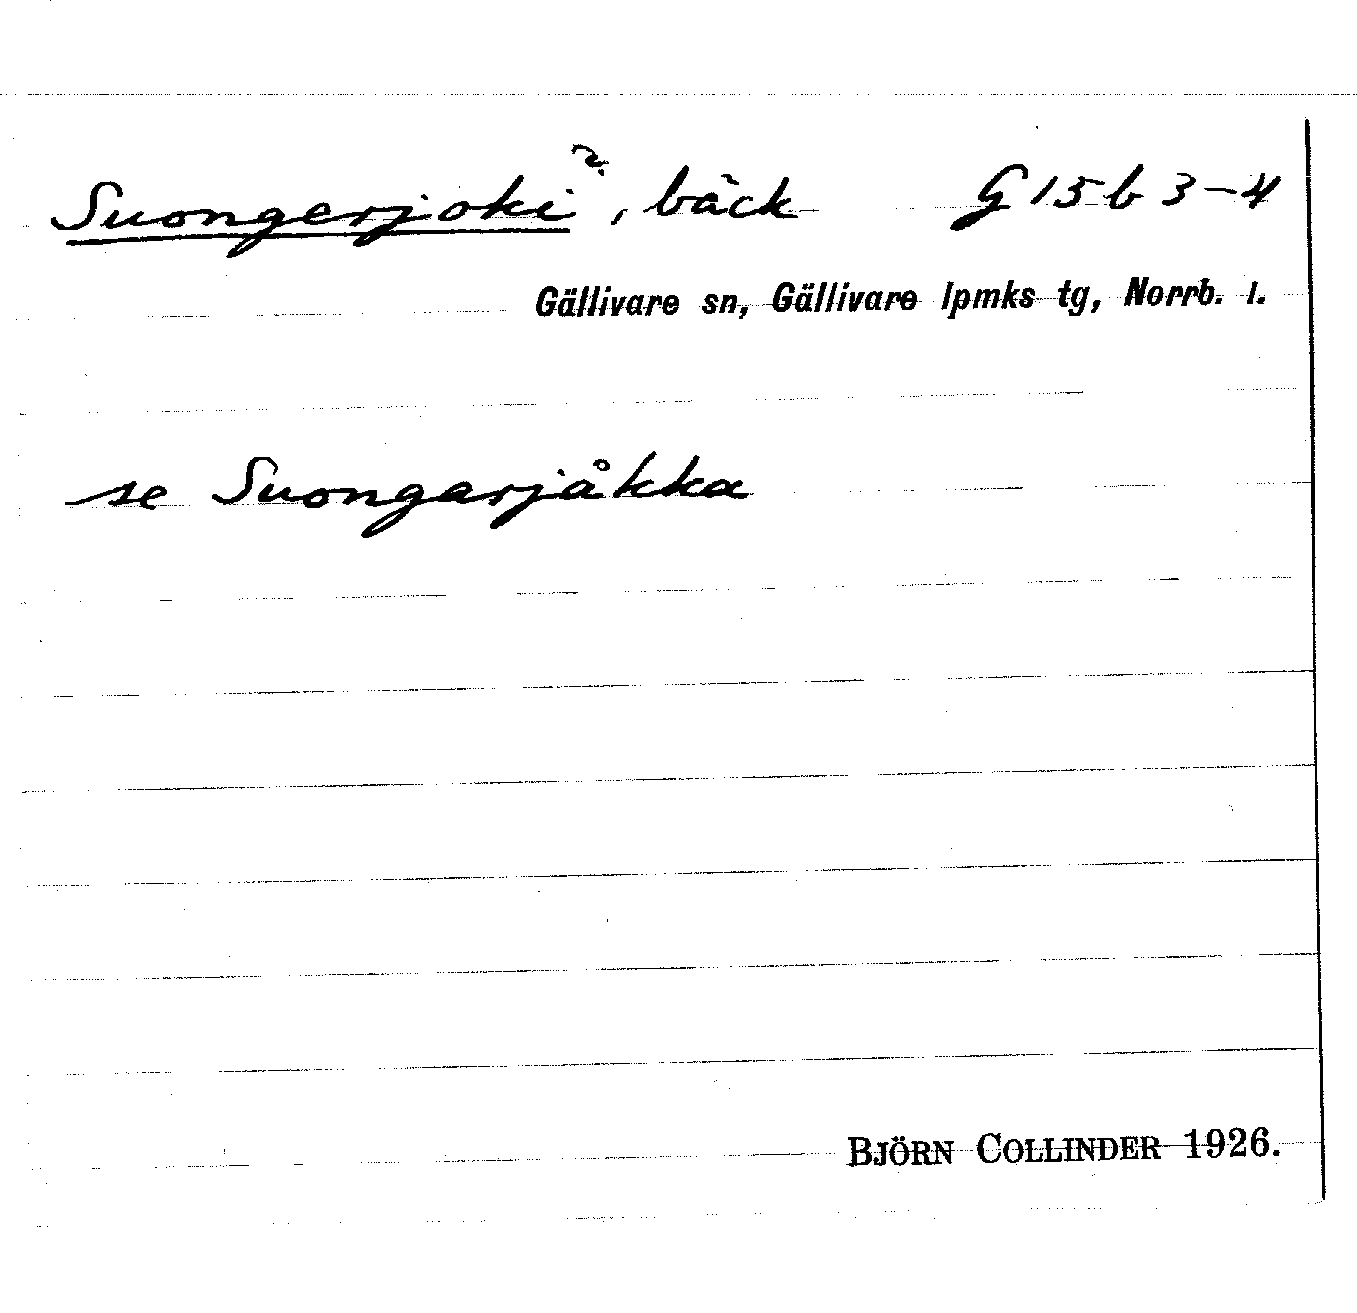 Suongerjoki ?, bäck G 15 b 3-4
Gällivare sn, Gällivare lpmks tg, Norrb. l.
se Suongarjåkka
BJÖRN COLLINDER 1926.